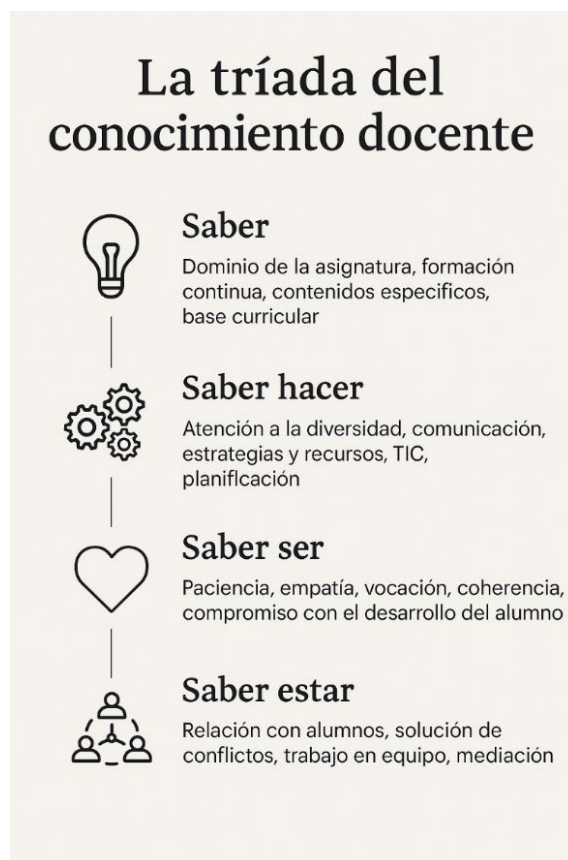 La tríada del
conocimiento docente
Saber
Dominio de la asignatura, formación
continua, contenidos especificos,
base curricular
Saber hacer
Atención a la diversidad, comunicación,
estrategias y recursos, TIC,
planiflcación
Saber ser
Paciencia, empatía, vocación, coherencia,
compromiso con el desarrollo del alumno
Saber estar
Relación con alumnos, solución de
conflictos, trabajo en equipo, mediación